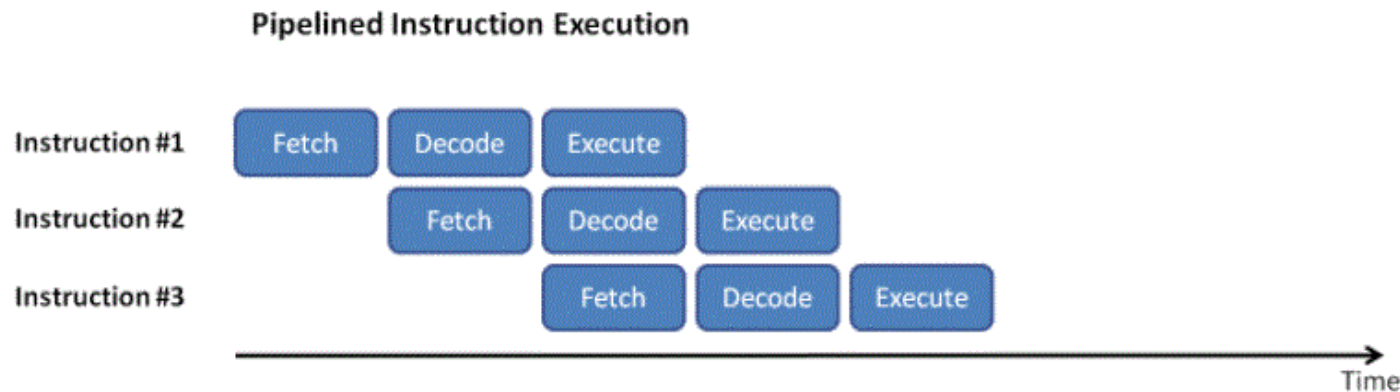 Pipelined Instruction Execution
Instruction #1 Fetch Decode Execute
Instruction #2 Fetch Decode Execute
Instruction #3 Fetch Decode Execute
Time